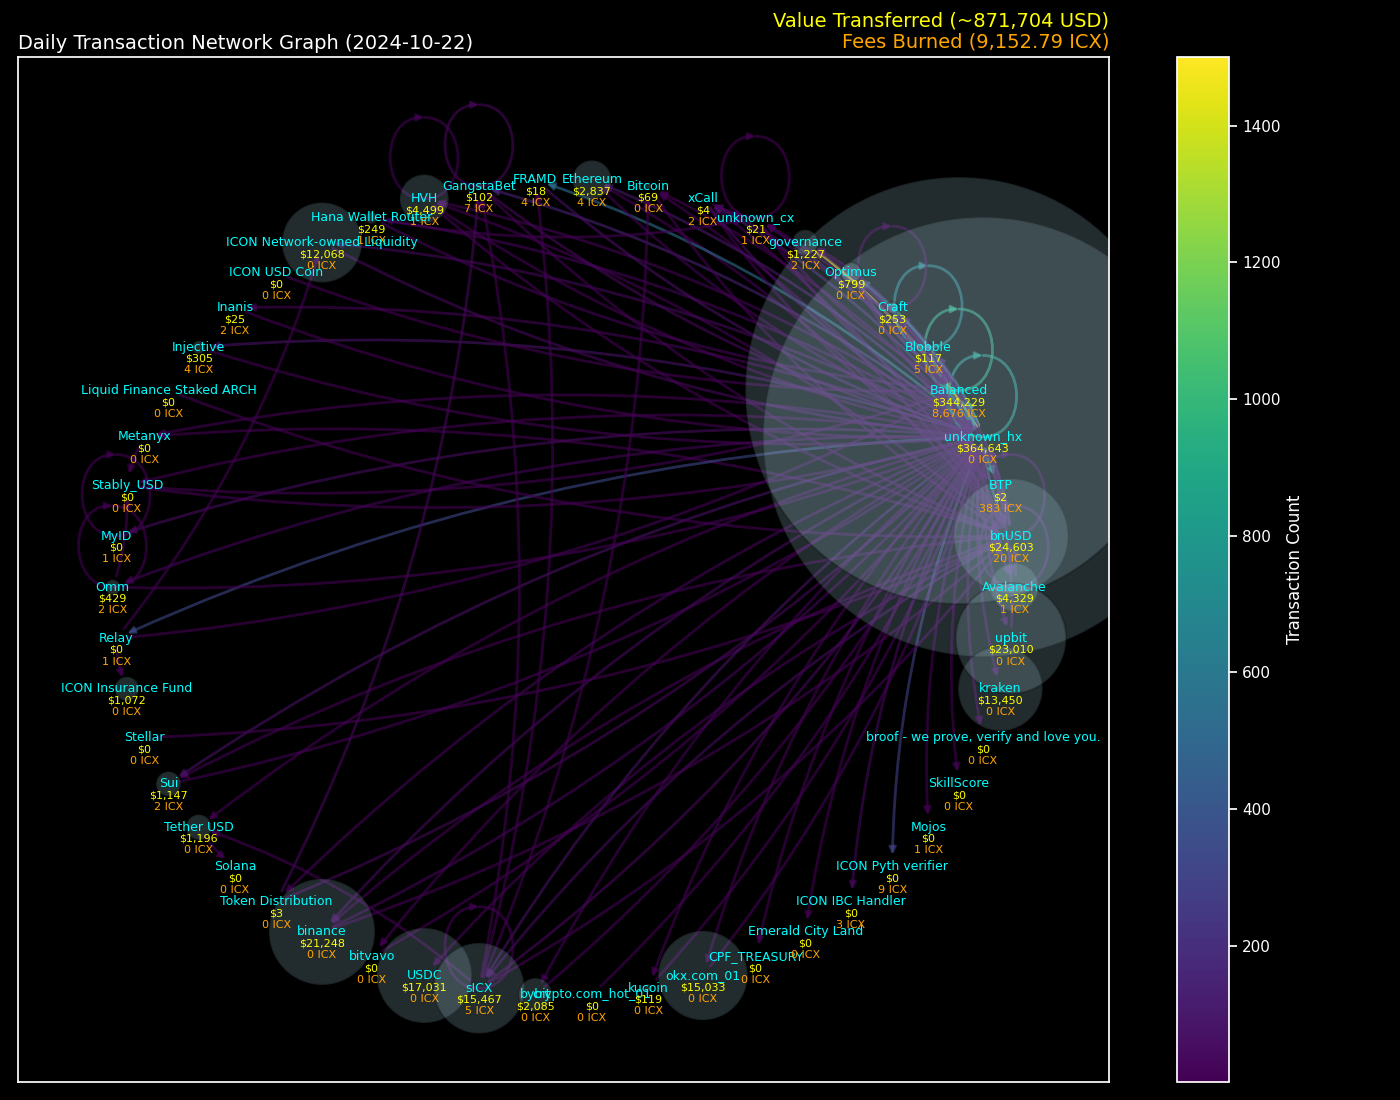 Value Transferred (~871,704 USD)
Daily Transaction Network Graph (2024-10-22)
Fees Burned (9,152.79 ICX)
GangstaBet
$102
7 ICX
FRAMD
$18
4 ICX
Ethereum
$2,837
4 ICX
Bitcoin
$69
0 ICX
HVH
$4,499
1 ICX
xCall
$4
2 ICX
Hana Wallet Router
$249
1 ICX
unknown_cx
$21
1 ICX
ICON Network-owned Liquidity
$12,068
0 ICX
governance
$1,227
2 ICX
ICON USD Coin
$0
0 ICX
Optimus
$799
0 ICX
Inanis
$25
2 ICX
Craft
$253
0 ICX
Injective
$305
4 ICX
Blobble
$117
5 ICX
Liquid Finance Staked ARCH
$0
0 ICX
Balanced
$344,229
8,676 ICX
Metanyx
$0
0 ICX
unknown_hx
$364,643
0 ICX
Stably_USD
$0
0 ICX
BTP
$2
383 ICX
MyID
$0
1 ICX
bnUSD
$24,603
20 ICX
Omm
$429
2 ICX
Avalanche
$4,329
1 ICX
Relay
$0
1 ICX
upbit
$23,010
0 ICX
ICON Insurance Fund
$1,072
0 ICX
kraken
$13,450
0 ICX
Stellar
$0
0 ICX
broof - we prove, verify and love you.
$0
0 ICX
Sui
$1,147
2 ICX
SkillScore
$0
0 ICX
Tether USD
$1,196
0 ICX
Mojos
$0
1 ICX
Solana
$0
0 ICX
ICON Pyth verifier
$0
9 ICX
Token Distribution
$3
0 ICX
ICON IBC Handler
$0
3 ICX
binance
$21,248
0 ICX
Emerald City Land
$0
0 ICX
bitvavo
$0
0 ICX
CPF_TREASURY
$0
0 ICX
USDC
$17,031
0 ICX
okx.com_01
$15,033
0 ICX
sICX
$15,467
5 ICX
$2,085
0 ICX
$0
0 ICX
kucoin
$119
0 ICX
1400
1200
1000
800
600
400
200
Transaction Count